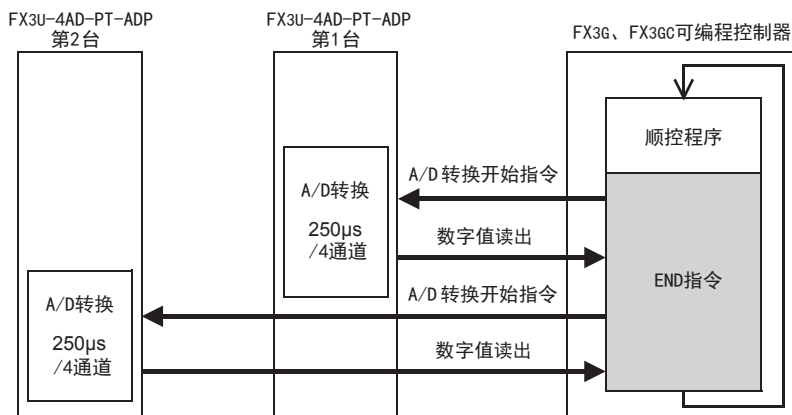 FX3U-4AD-PT-ADP
第2台
FX3U-4AD-PT-ADP
第1台
FX3G、FX3GC可编程控制器
顺控程序
A/D转换
250μs
/4通道
A/D 转换开始指令
数字值读出
END指令
A/D转换
250μs
/4通道
A/D 转换开始指令
数字值读出